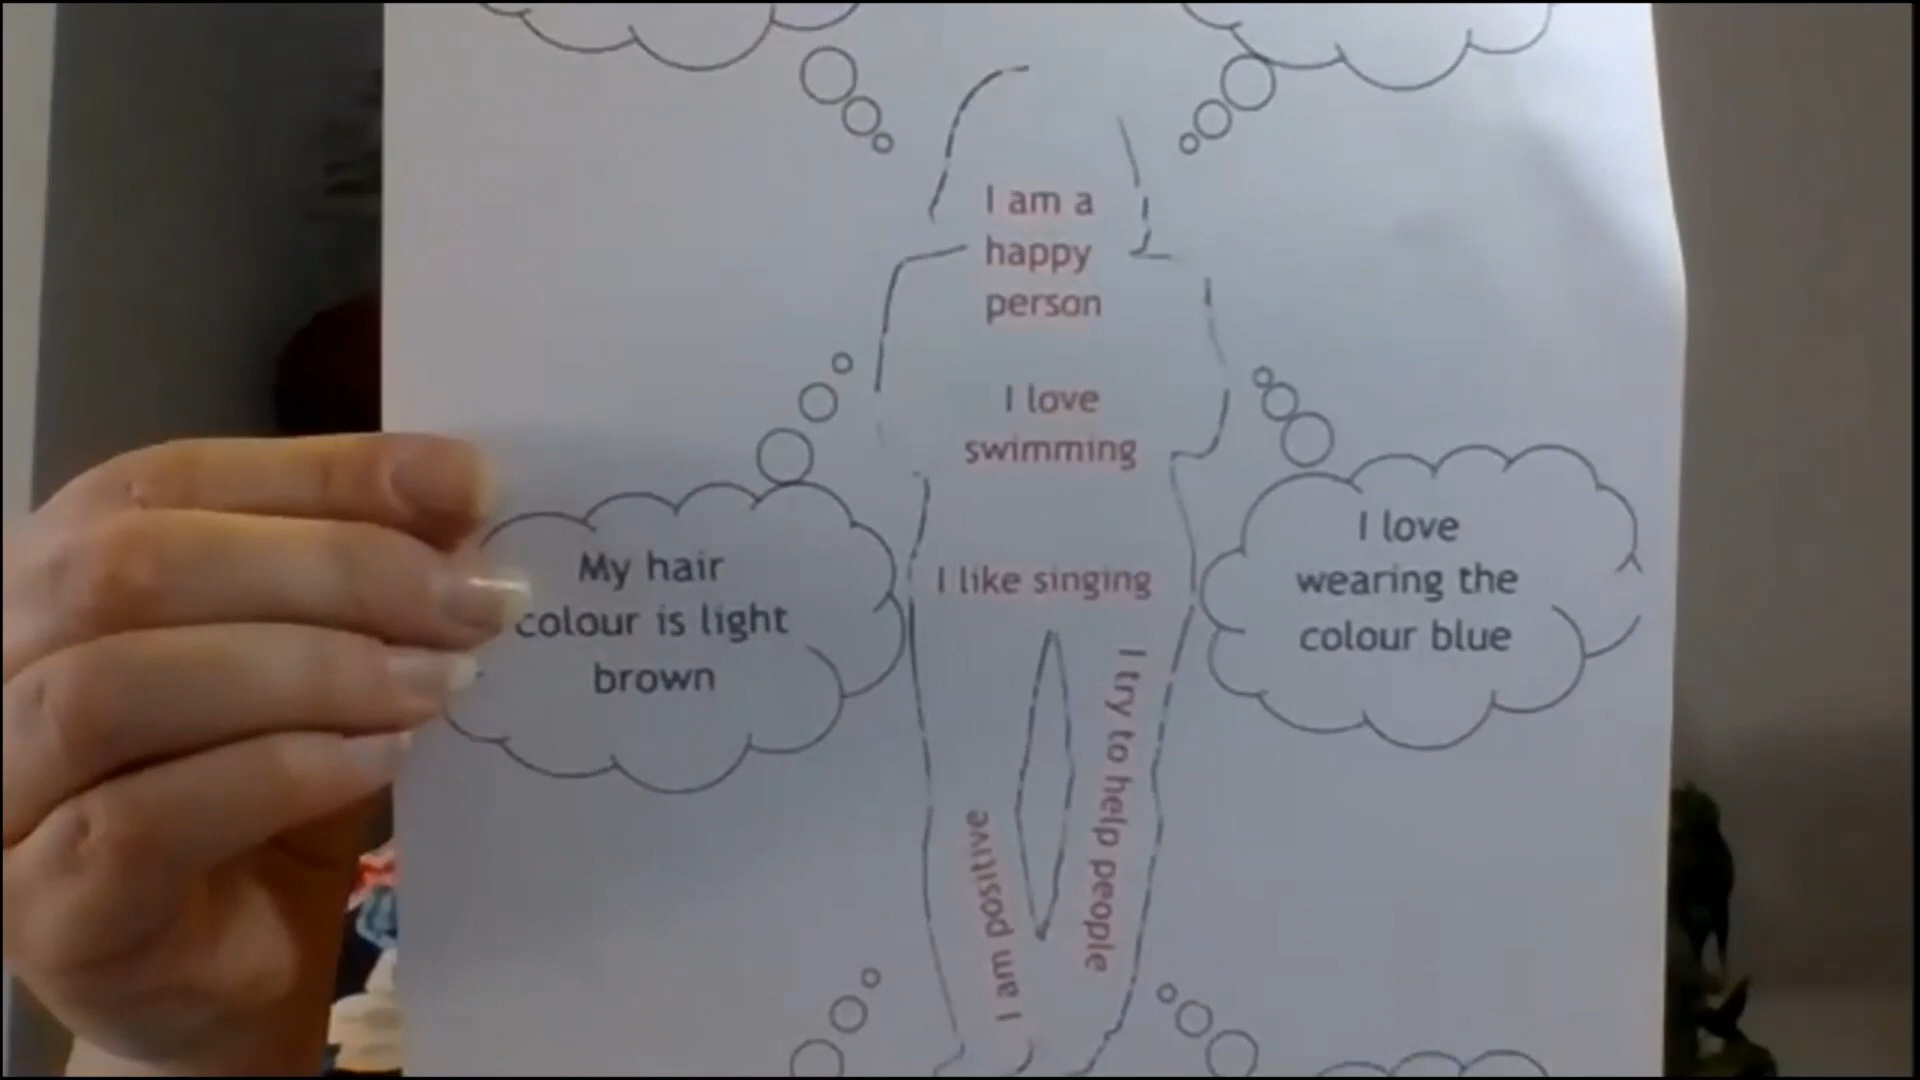 I am a
happy
person
I love
swimming
I like singing
I am positive
I try to help people
My hair
colour is light
brown
I love
wearing the
colour blue